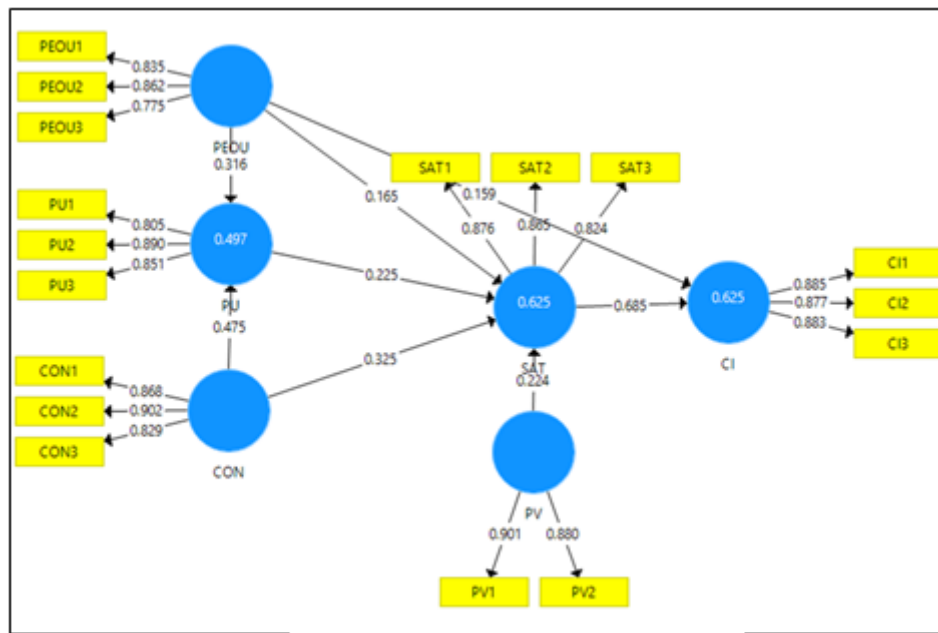 PEOU1
PEOU2
PEOU3
0.835
0.862
0.775
PEOU
0.316
PU1
PU2
PU3
0.805
0.890
0.851
0.497
PU
0.475
CON1
CON2
CON3
0.868
0.902
0.829
CON
0.165
0.225
0.325
SAT1
SAT2
SAT3
0.159
0.876
0.865
0.824
0.625
SAT
0.224
0.685
0.625
CI
0.885
0.877
0.883
CI1
CI2
CI3
PV
0.901
0.880
PV1
PV2